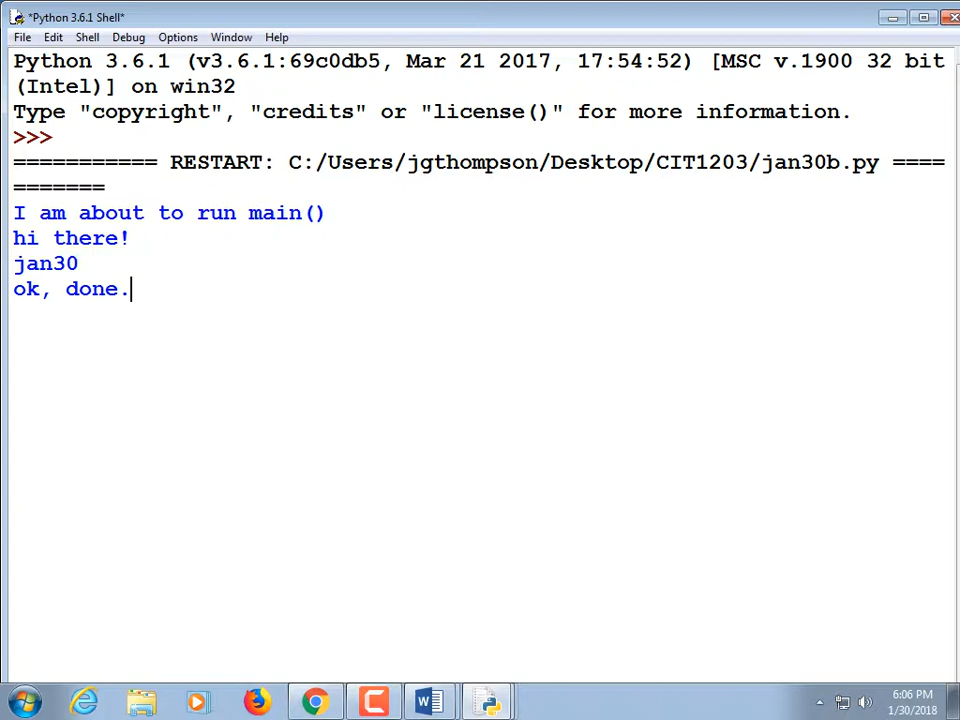 *Python 3.6.1 Shell*
File Edit Shell Debug Options Window Help
Python 3.6.1 (v3.6.1:69c0db5, Mar 21 2017, 17:54:52) [MSC v.1900 32 bit
(Intel)] on win32
Type "copyright", "credits" or "license()" for more information.
>>>
=========== RESTART: C:/Users/jgthompson/Desktop/CIT1203/jan30b.py ====
=======
I am about to run main()
hi there!
jan30
ok, done.
6:06 PM
1/30/2018